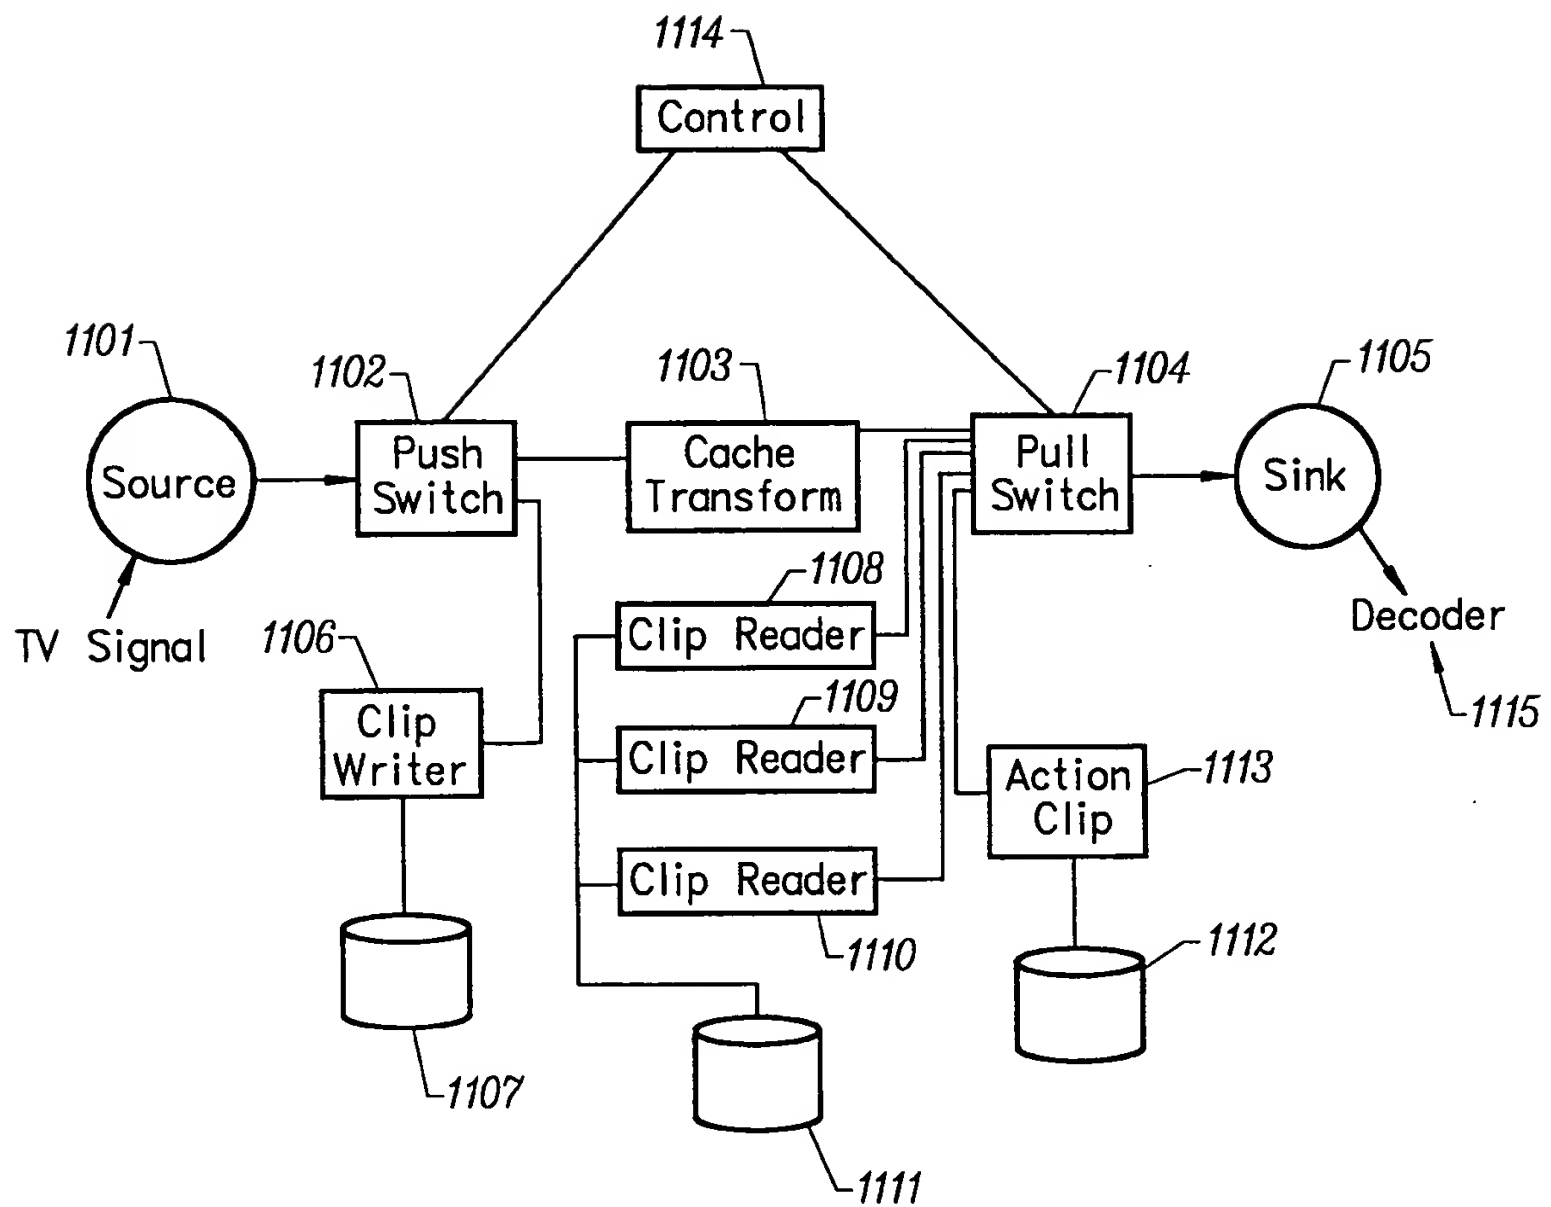 1114
Control
1101
1102
1103
1104
1105
Source
Push
Switch
Cache
Transform
Pull
Switch
Sink
TV Signal
Decoder
1115
1106
Clip
Writer
1107
1108
Clip Reader
1109
Clip Reader
Clip Reader
1110
1111
Action
Clip
1113
1112